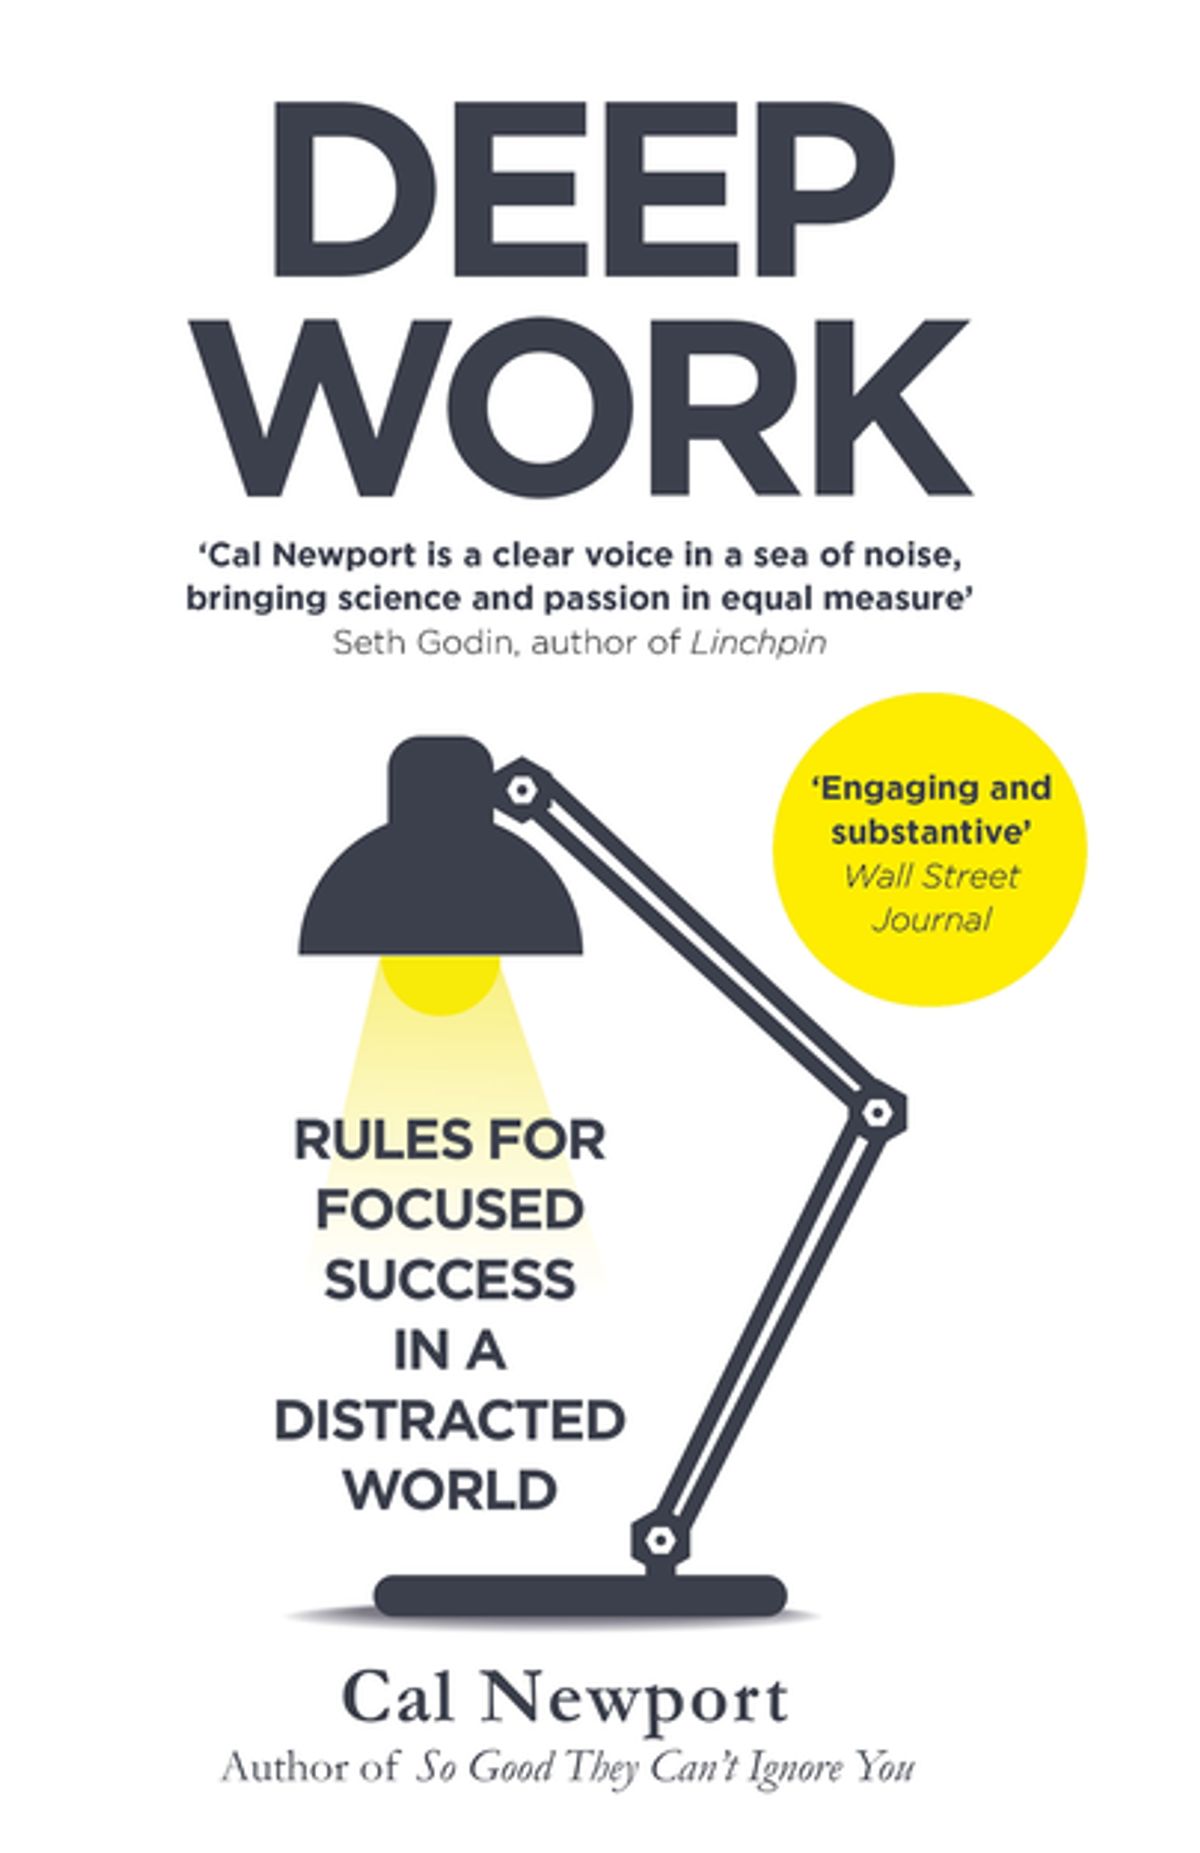 DEEP
WORK
‘Cal Newport is a clear voice in a sea of noise,
bringing science and passion in equal measure’
Seth Godin, author of Linchpin
‘Engaging and
substantive’
Wall Street
Journal
RULES FOR
FOCUSED
SUCCESS
IN A
DISTRACTED
WORLD
Cal Newport
Author of So Good They Can’t Ignore You